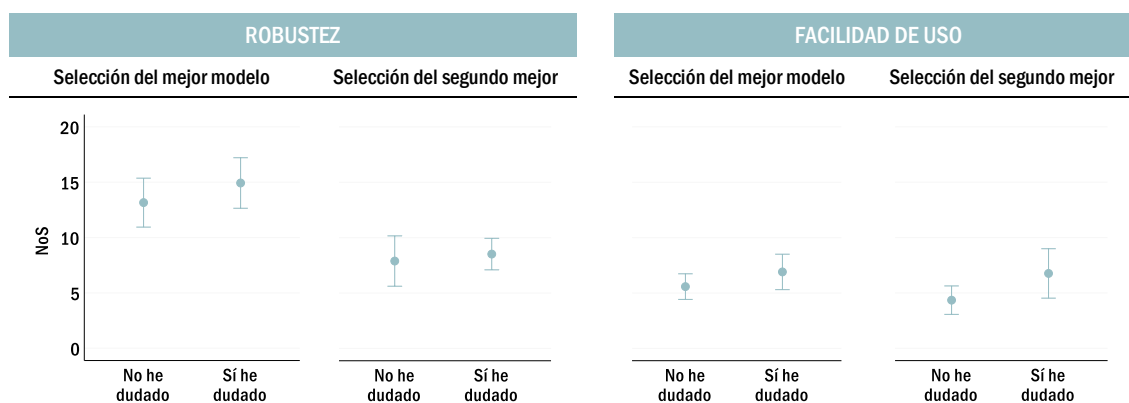 ROBUSTEZ
FACILIDAD DE USO
Selección del mejor modelo
Selección del segundo mejor
Selección del mejor modelo
Selección del segundo mejor
20
15
10
5
0
NoS
No he
dudado
Sí he
dudado
No he
dudado
Sí he
dudado
No he
dudado
Sí he
dudado
No he
dudado
Sí he
dudado